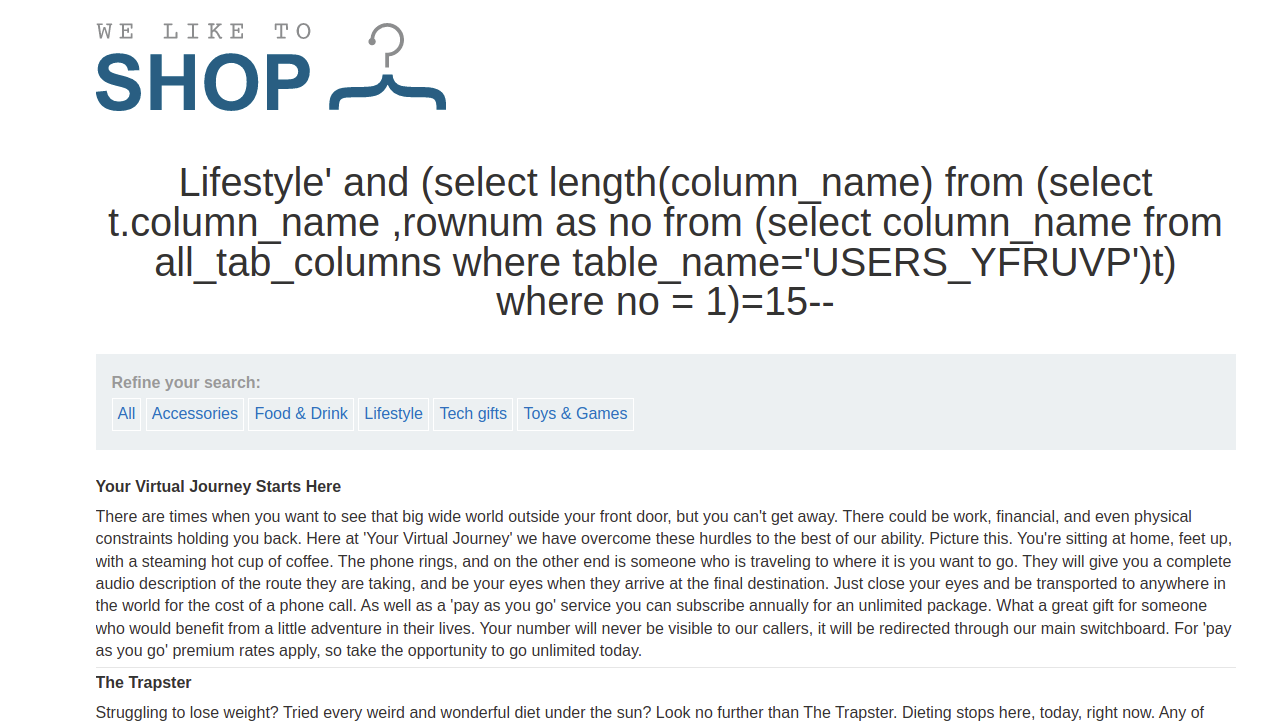 WE LIKE TO
SHOP
Lifestyle' and (select length(column_name) from (select
t.column_name ,rownum as no from (select column_name from
all_tab_columns where table_name='USERS_YFRUVP')t)
where no = 1)=15--
Refine your search:
All Accessories Food & Drink Lifestyle Tech gifts Toys & Games
Your Virtual Journey Starts Here
There are times when you want to see that big wide world outside your front door, but you can't get away. There could be work, financial, and even physical
constraints holding you back. Here at 'Your Virtual Journey' we have overcome these hurdles to the best of our ability. Picture this. You're sitting at home, feet up,
with a steaming hot cup of coffee. The phone rings, and on the other end is someone who is traveling to where it is you want to go. They will give you a complete
audio description of the route they are taking, and be your eyes when they arrive at the final destination. Just close your eyes and be transported to anywhere in
the world for the cost of a phone call. As well as a 'pay as you go' service you can subscribe annually for an unlimited package. What a great gift for someone
who would benefit from a little adventure in their lives. Your number will never be visible to our callers, it will be redirected through our main switchboard. For 'pay
as you go' premium rates apply, so take the opportunity to go unlimited today.
The Trapster
Struggling to lose weight? Tried every weird and wonderful diet under the sun? Look no further than The Trapster. Dieting stops here, today, right now. Any of